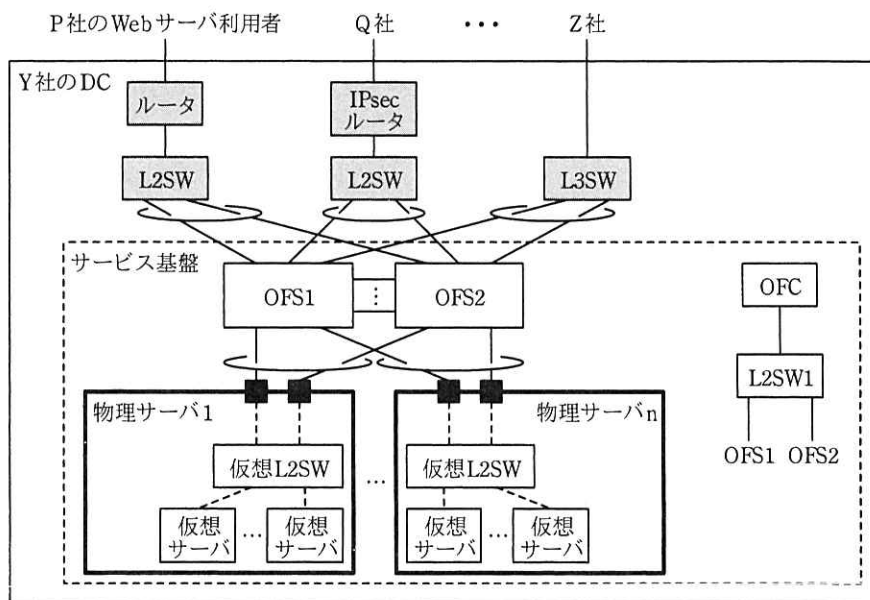 P社のWebサーバ利用者
Q社
・・・
Z社
Y社のDC
ルータ
IPsec
ルータ
L2SW
L2SW
L3SW
サービス基盤
OFS1
⋮
OFS2
OFC
L2SW1
OFS1
OFS2
物理サーバ1
物理サーバn
仮想L2SW
…
仮想L2SW
仮想
サーバ
…
仮想
サーバ
仮想
サーバ
…
仮想
サーバ